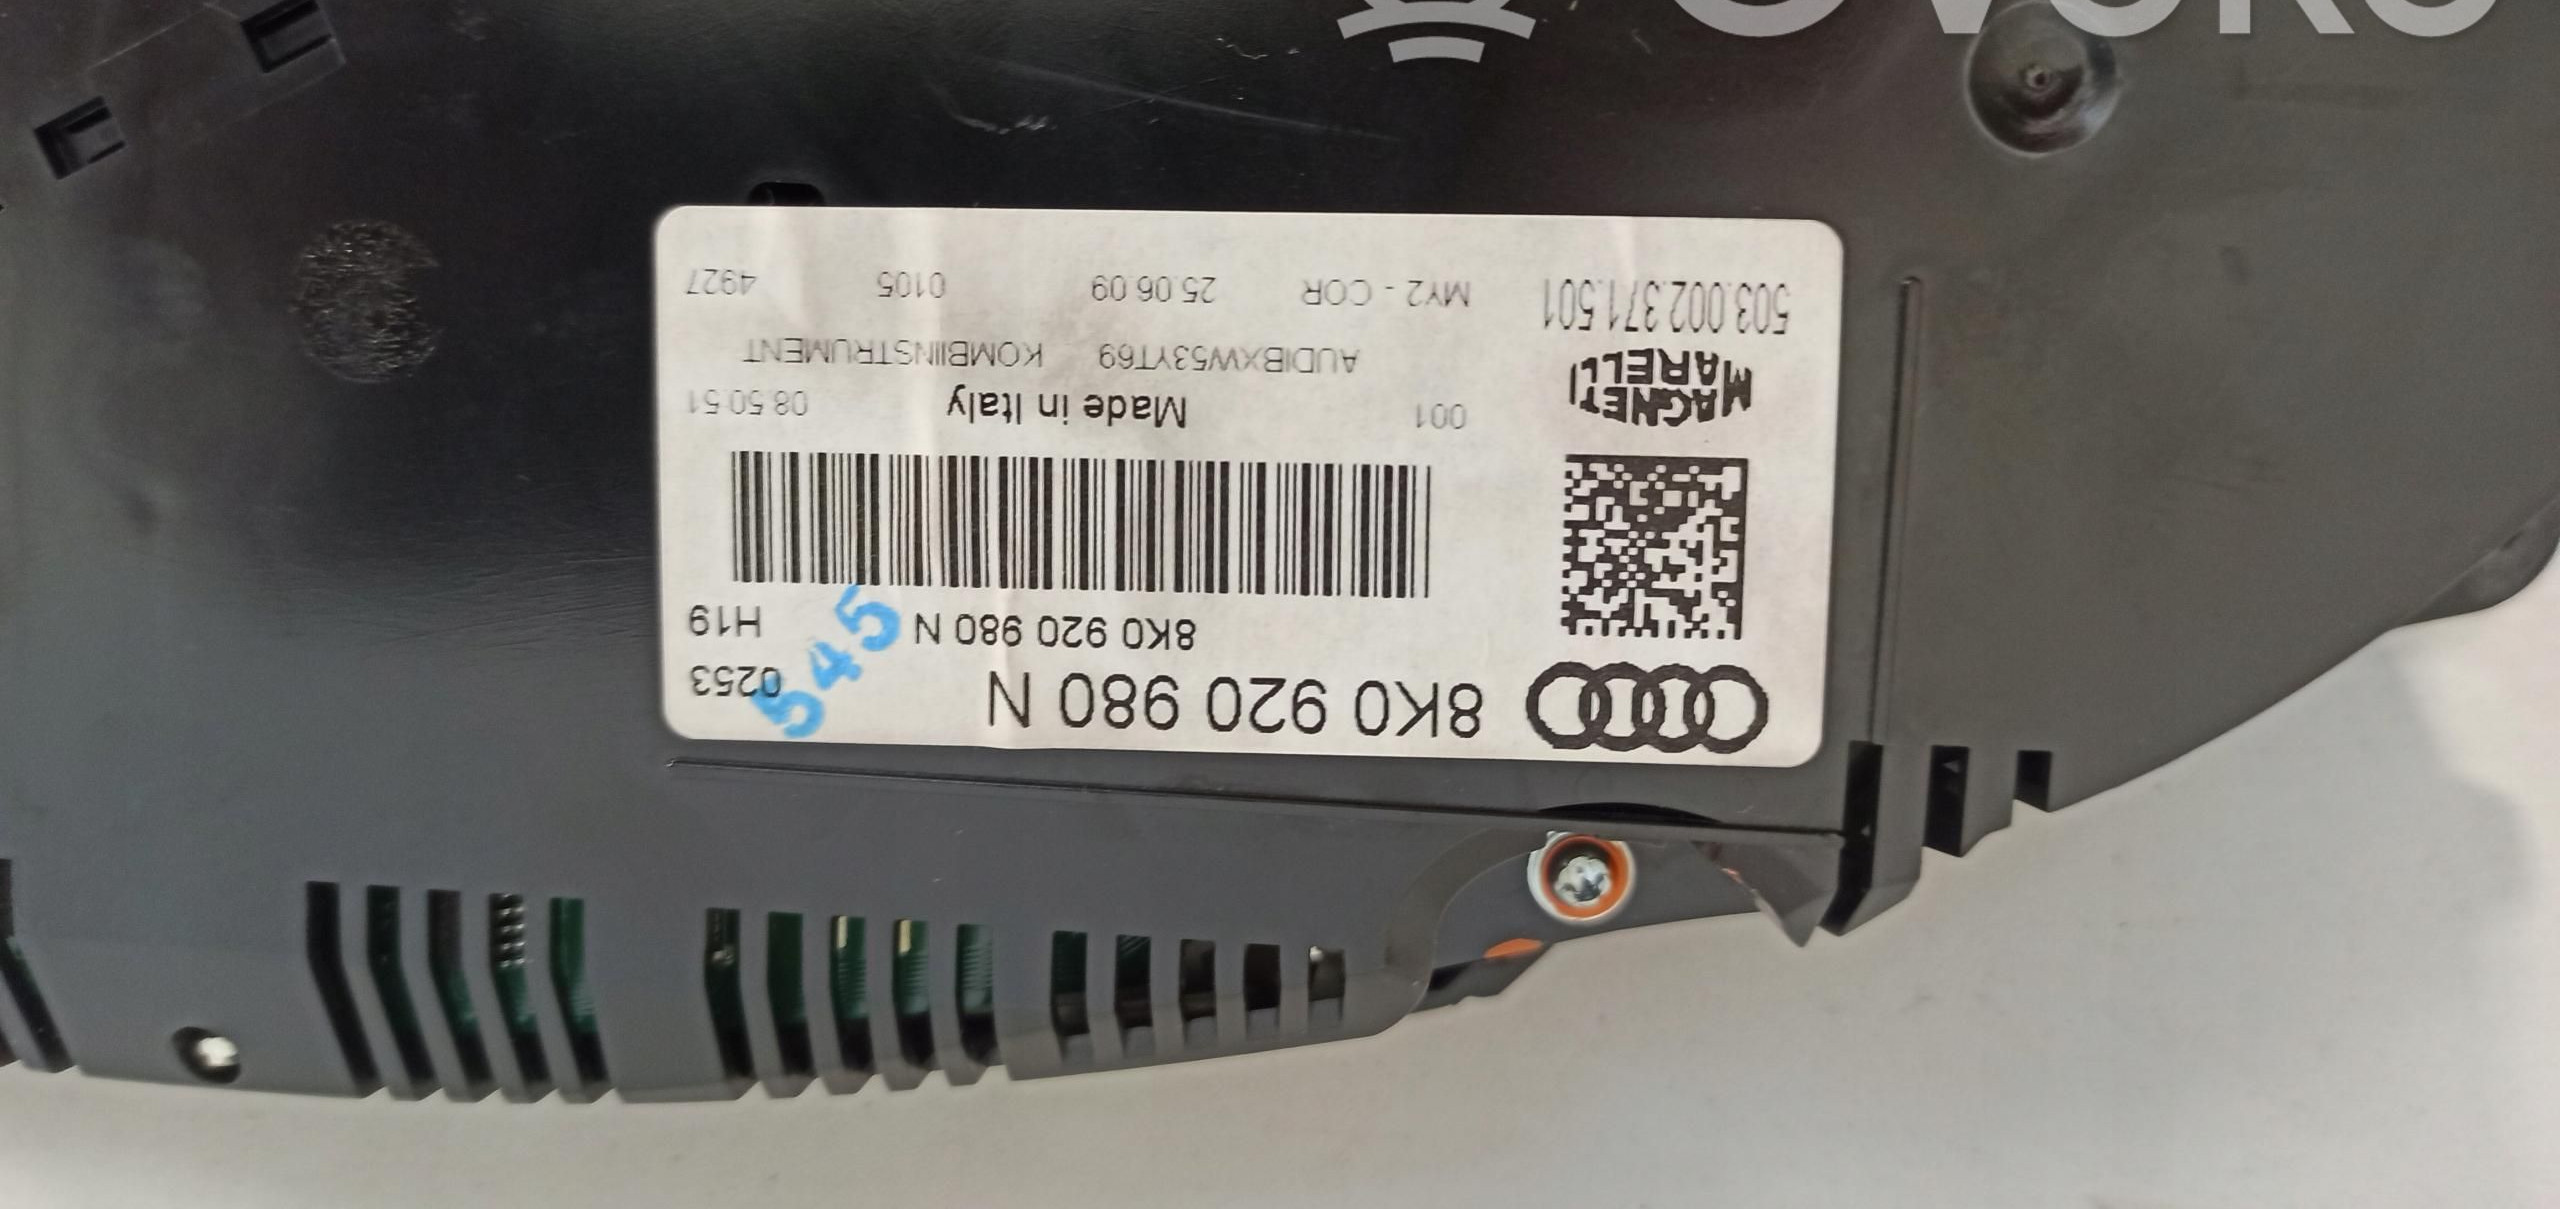 8K0 920 980 N
0253
8K0 920 980 N
H19
545
001
Made in Italy
08.50.51
MAGNETI
MARELLI
AUDIBXW53YT69
KOMBIINSTRUMENT
503.002.371.501
MY2 - COR
25.06.09
0105
4927